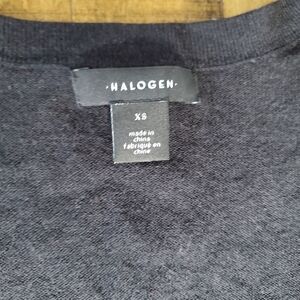 ·HALOGEN·
XS
made in
china
fabriqué en
chine